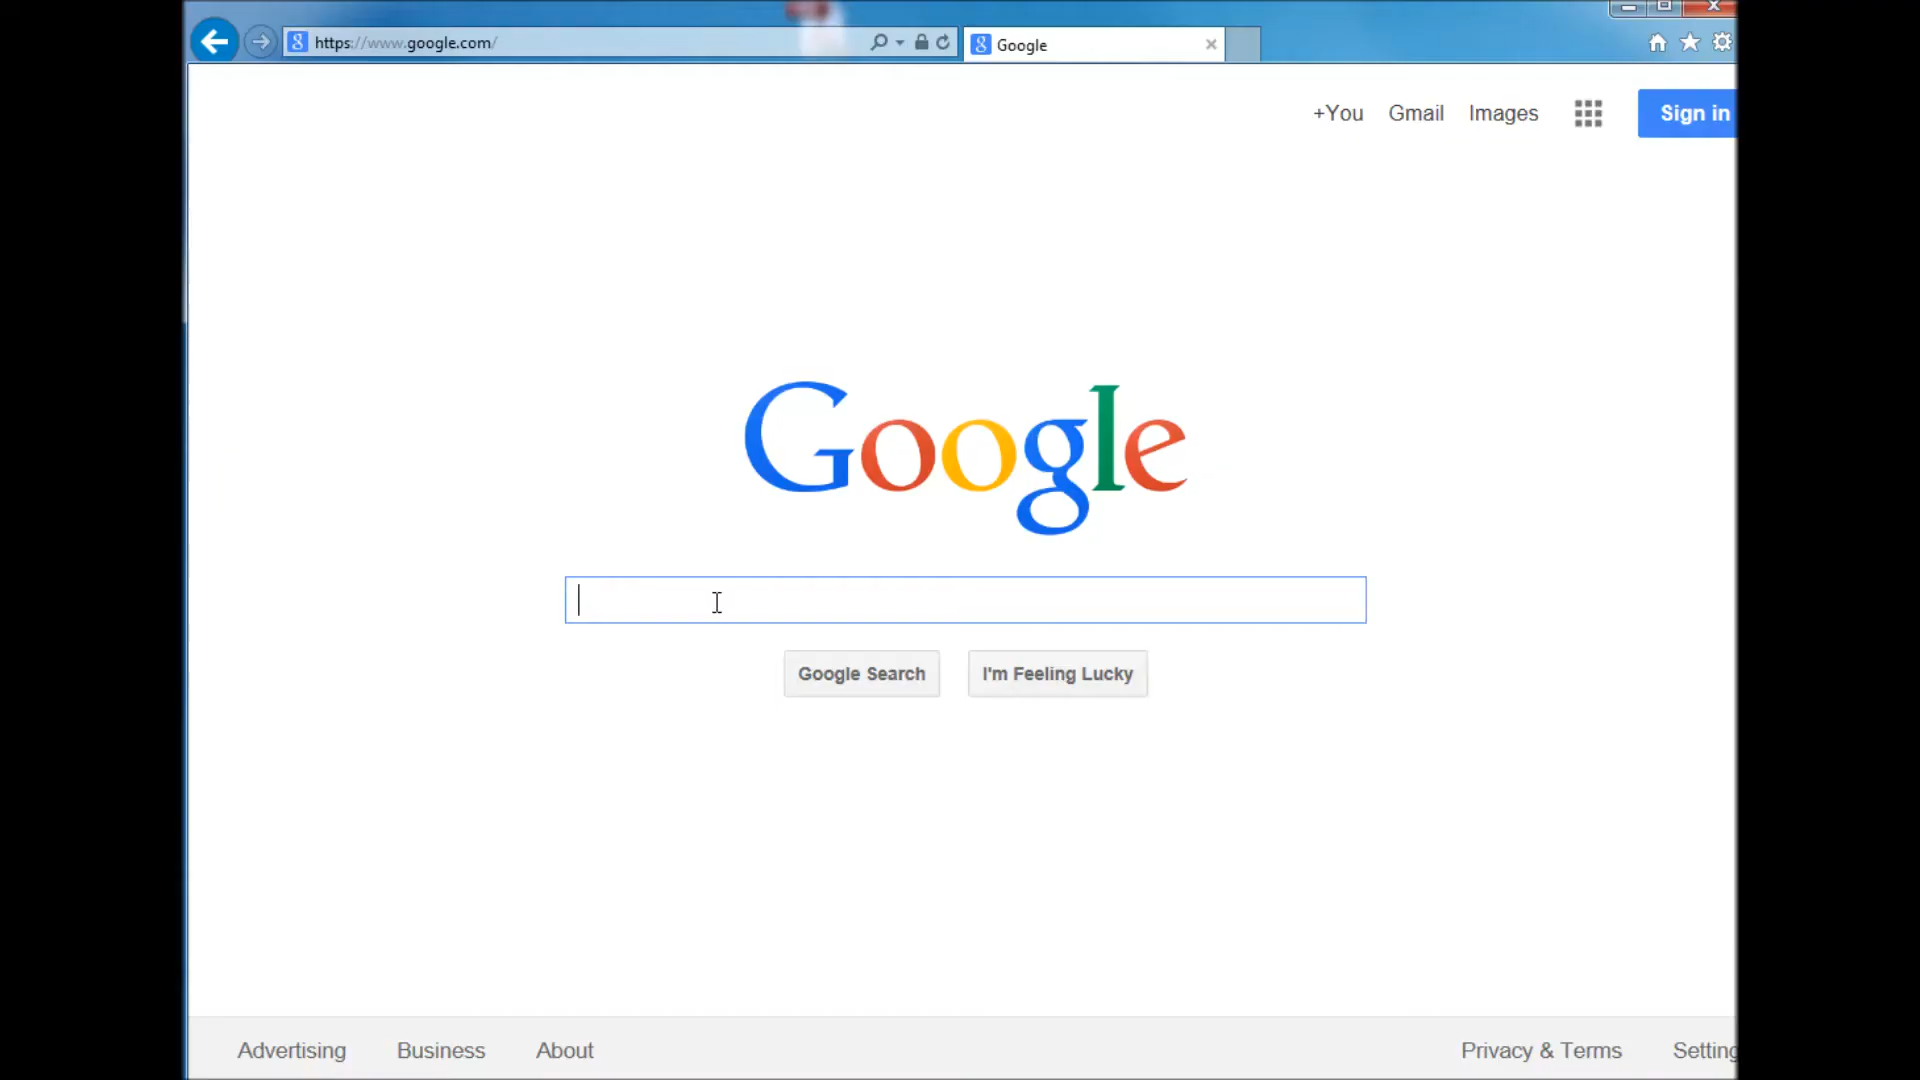 https://www.google.com/
Google
+You Gmail Images Sign in
Google
Google Search I'm Feeling Lucky
Advertising Business About Privacy & Terms Setting